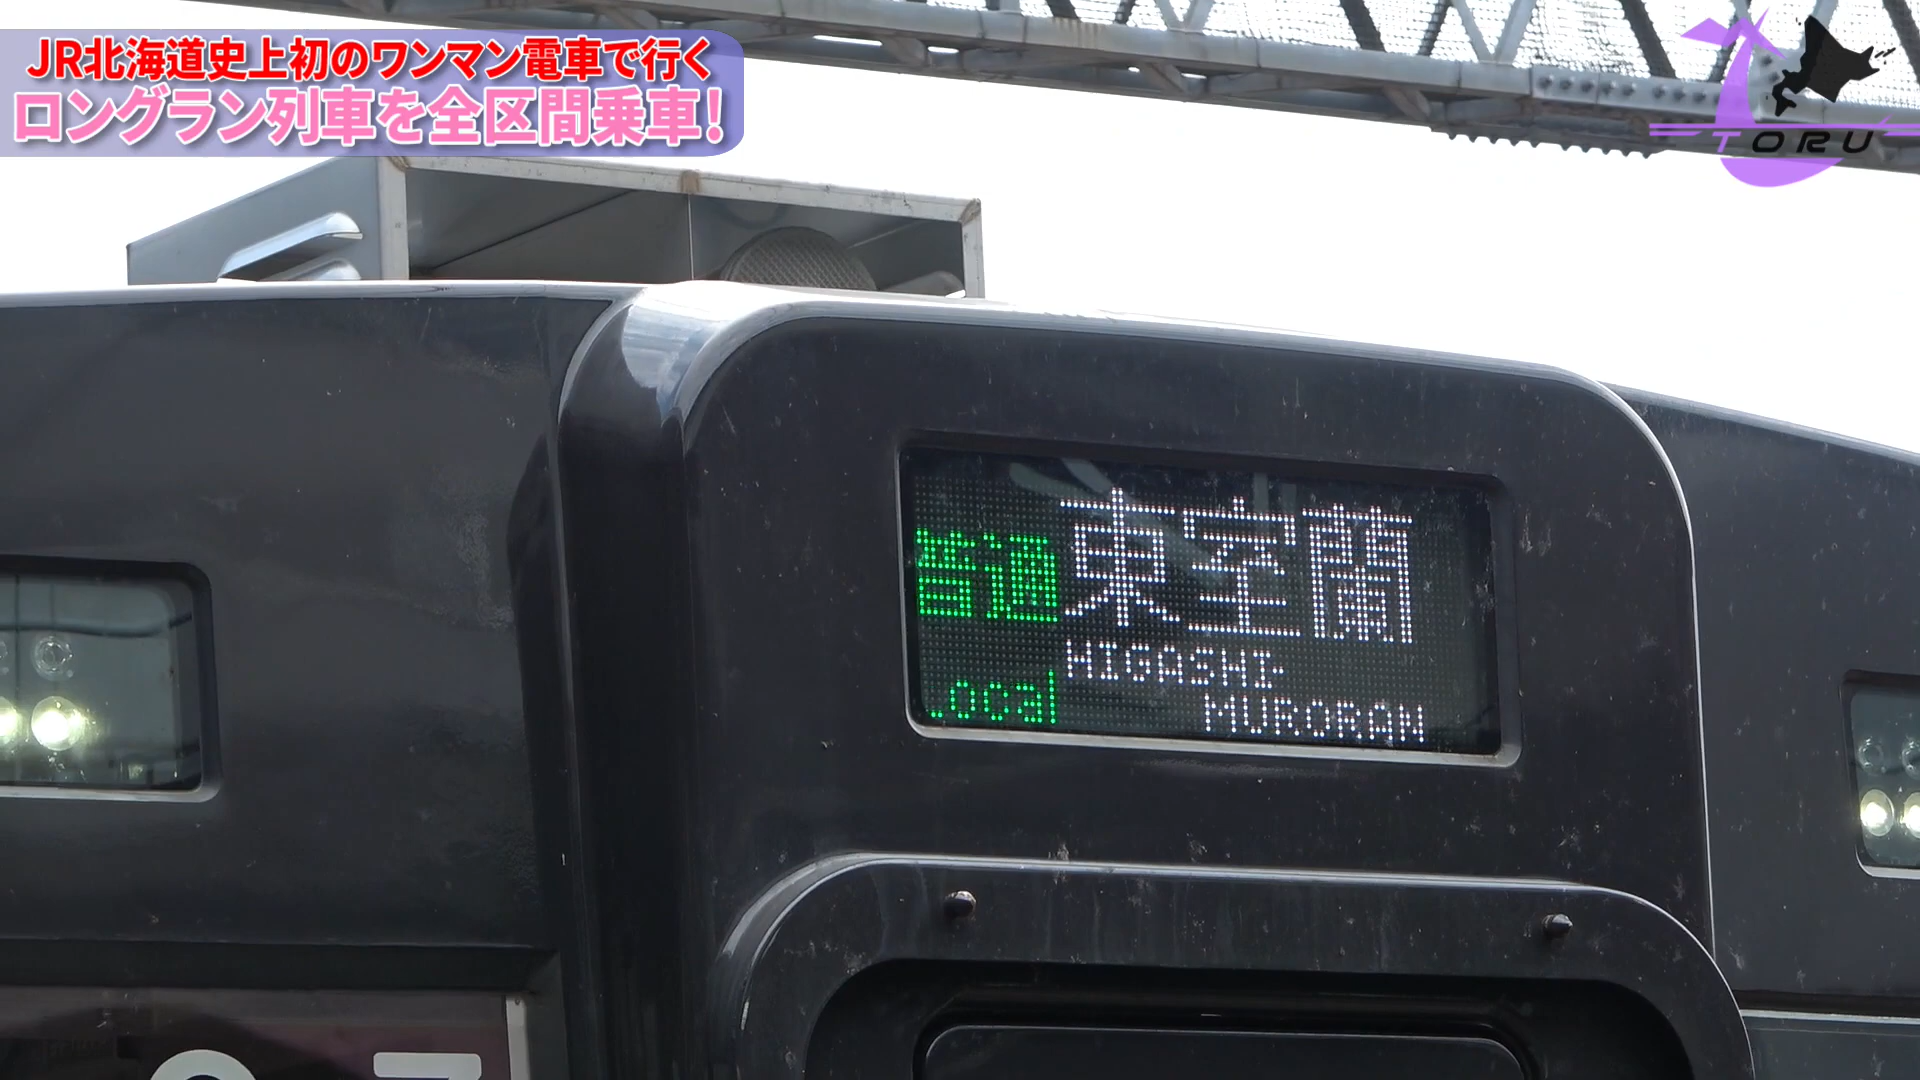 JR北海道史上初のワンマン電車で行く
ロングラン列車を全区間乗車!
TORU
普通 東室蘭
HIGASHI-
Local MURORAN